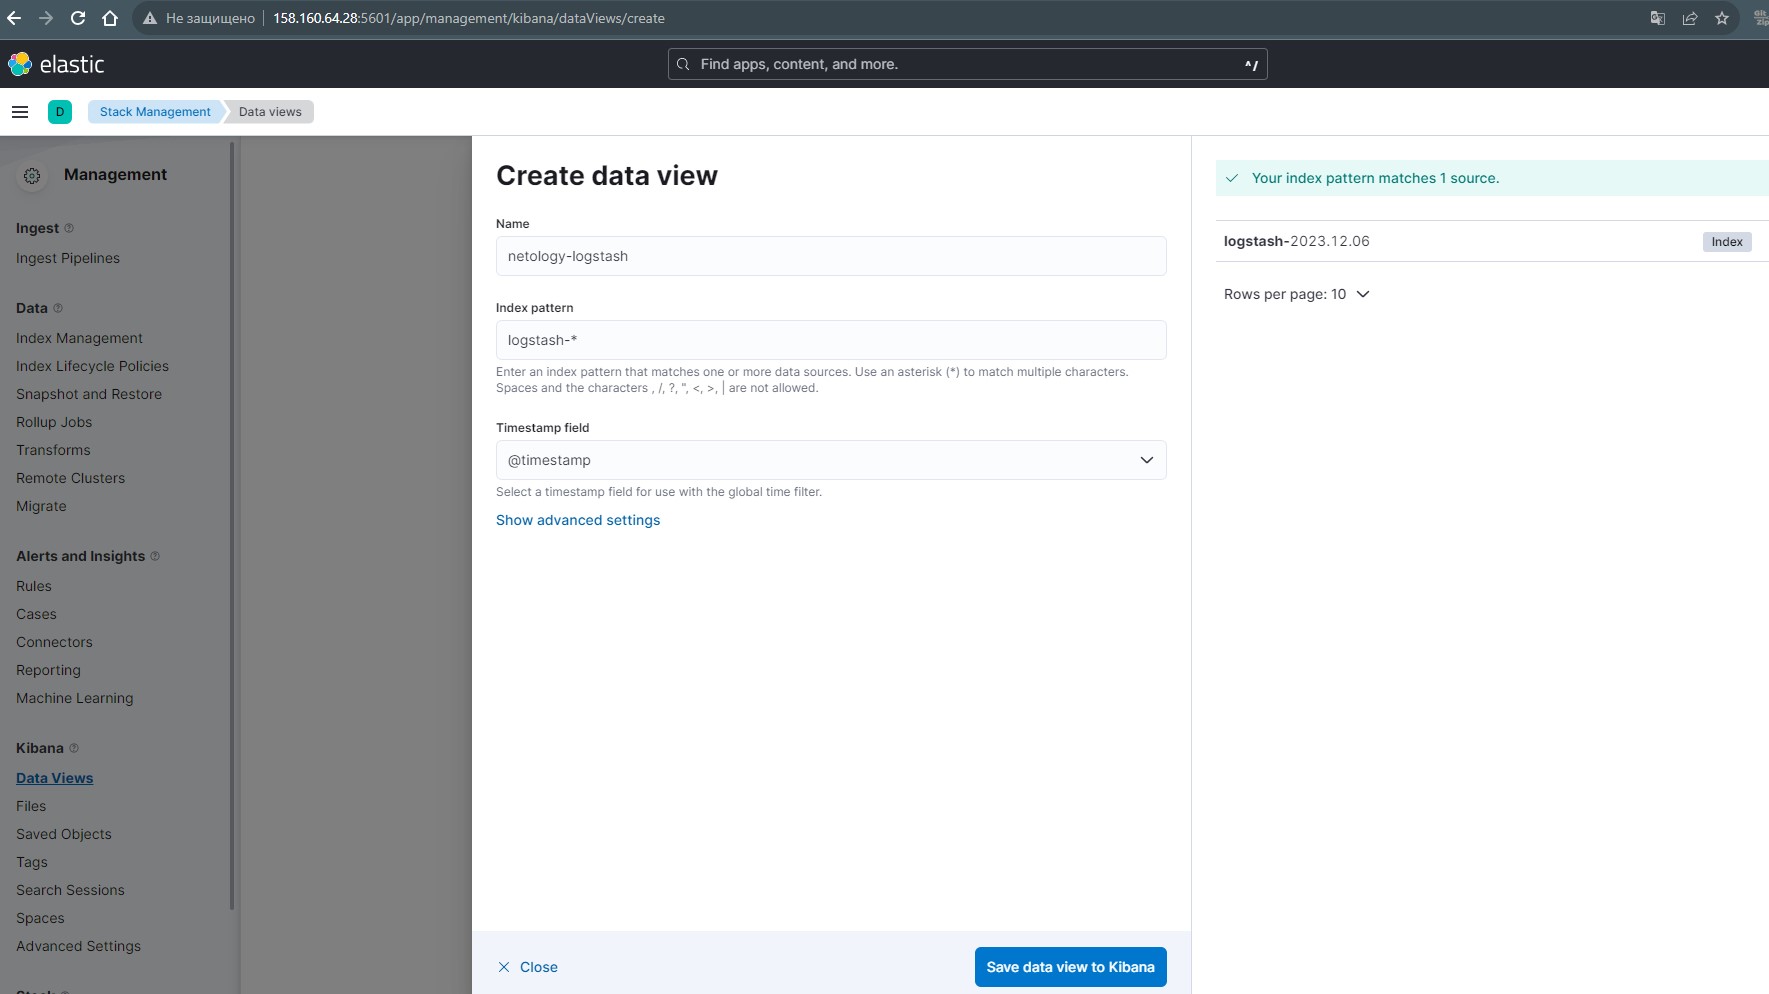 Не защищено 158.160.64.28:5601/app/management/kibana/dataViews/create
elastic
Find apps, content, and more.
^/
D
Stack Management
Data views
Management
Ingest
Ingest Pipelines
Data
Index Management
Index Lifecycle Policies
Snapshot and Restore
Rollup Jobs
Transforms
Remote Clusters
Migrate
Alerts and Insights
Rules
Cases
Connectors
Reporting
Machine Learning
Kibana
Data Views
Files
Saved Objects
Tags
Search Sessions
Spaces
Advanced Settings
Create data view
Name
netology-logstash
Index pattern
logstash-*
Enter an index pattern that matches one or more data sources. Use an asterisk (*) to match multiple characters.
Spaces and the characters , /, ?, ", <, >, | are not allowed.
Timestamp field
@timestamp
Select a timestamp field for use with the global time filter.
Show advanced settings
Close
Save data view to Kibana
Your index pattern matches 1 source.
logstash-2023.12.06
Index
Rows per page: 10